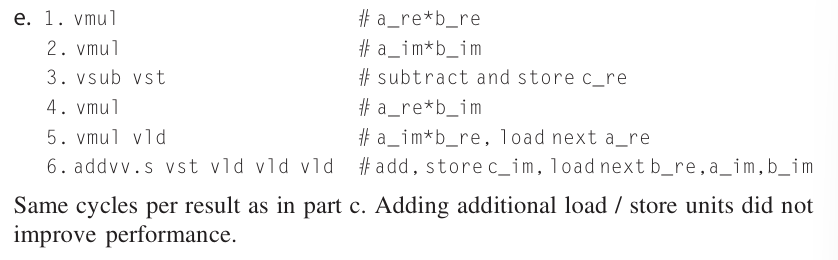 e. 1. vmul # a_re*b_re
2. vmul # a_im*b_im
3. vsub vst # subtract and store c_re
4. vmul # a_re*b_im
5. vmul vld # a_im*b_re, load next a_re
6. addvv.s vst vld vld vld #add, store c_im, load next b_re,a_im,b_im
Same cycles per result as in part c. Adding additional load / store units did not
improve performance.